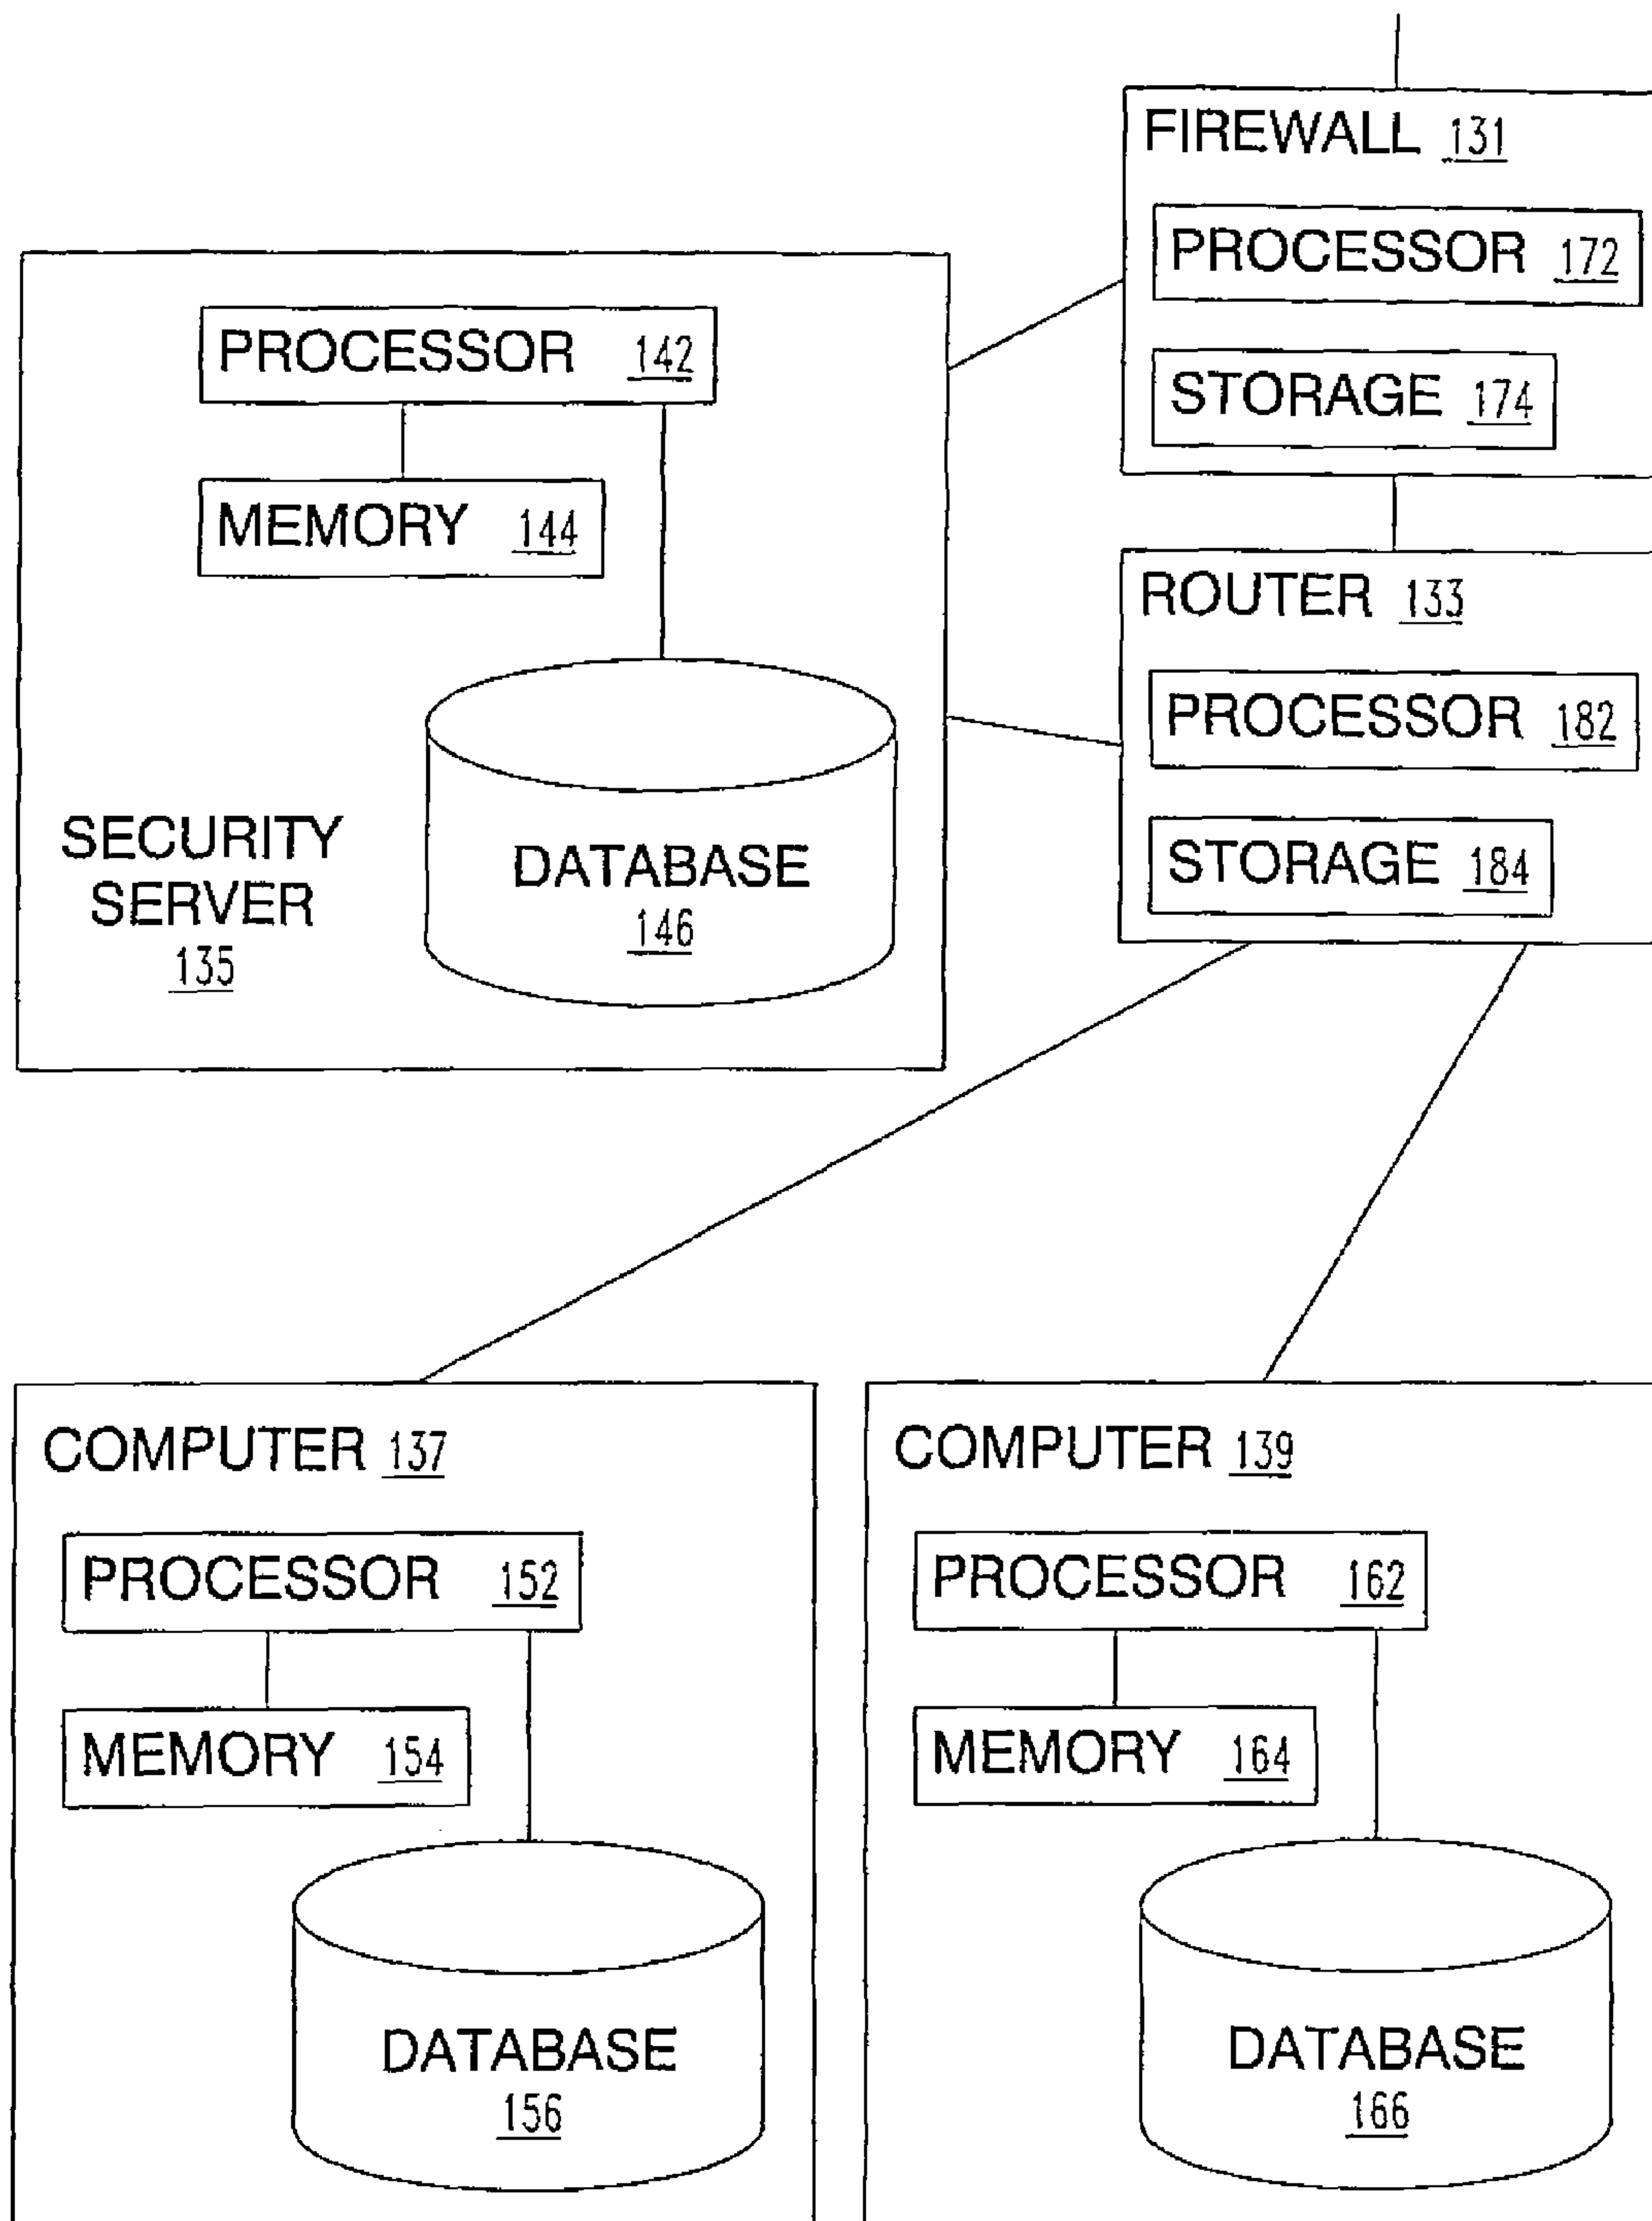 FIREWALL 131
PROCESSOR 172
STORAGE 174
PROCESSOR 142
MEMORY 144
DATABASE
146
SECURITY
SERVER
135
ROUTER 133
PROCESSOR 182
STORAGE 184
COMPUTER 137
PROCESSOR 152
MEMORY 154
DATABASE
156
COMPUTER 139
PROCESSOR 162
MEMORY 164
DATABASE
166